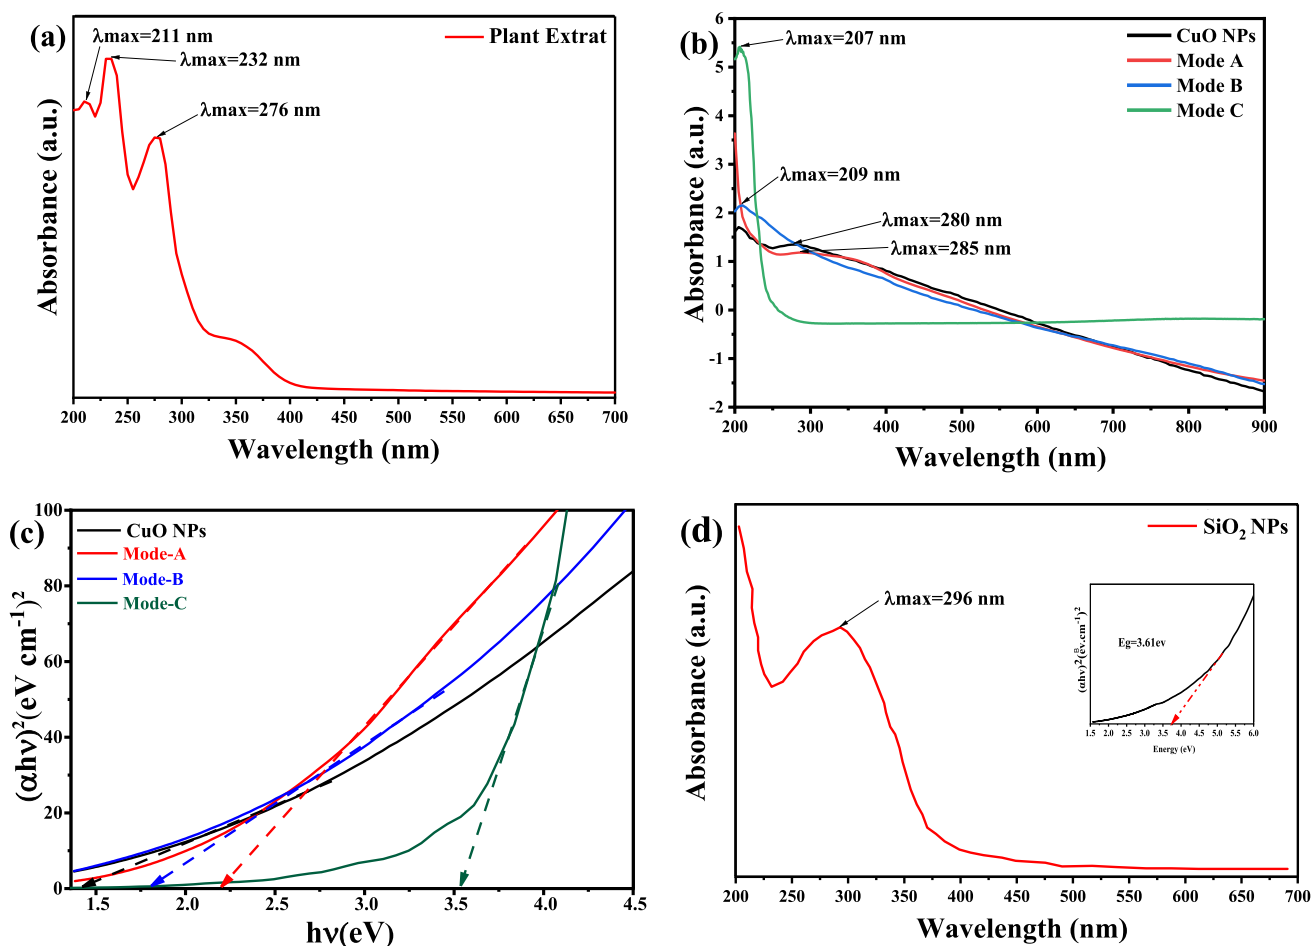 (a)
Plant Extrat
λmax=211 nm
λmax=232 nm
λmax=276 nm
Absorbance (a.u.)
200 250 300 350 400 450 500 550 600 650 700
Wavelength (nm)
(b)
CuO NPs
Mode A
Mode B
Mode C
λmax=207 nm
λmax=209 nm
λmax=280 nm
λmax=285 nm
Absorbance (a.u.)
6
5
4
3
2
1
0
-1
-2
200 300 400 500 600 700 800 900
Wavelength (nm)
(c)
CuO NPs
Mode-A
Mode-B
Mode-C
(αhν)²(eV cm⁻¹)²
100
80
60
40
20
0
1.5 2.0 2.5 3.0 3.5 4.0 4.5
hν(eV)
(d)
SiO₂ NPs
λmax=296 nm
Absorbance (a.u.)
200 250 300 350 400 450 500 550 600 650 700
Wavelength (nm)
Eg=3.61ev
(αhν)²(ev.cm⁻¹)²
1.5 2.0 2.5 3.0 3.5 4.0 4.5 5.0 5.5 6.0
Energy (eV)